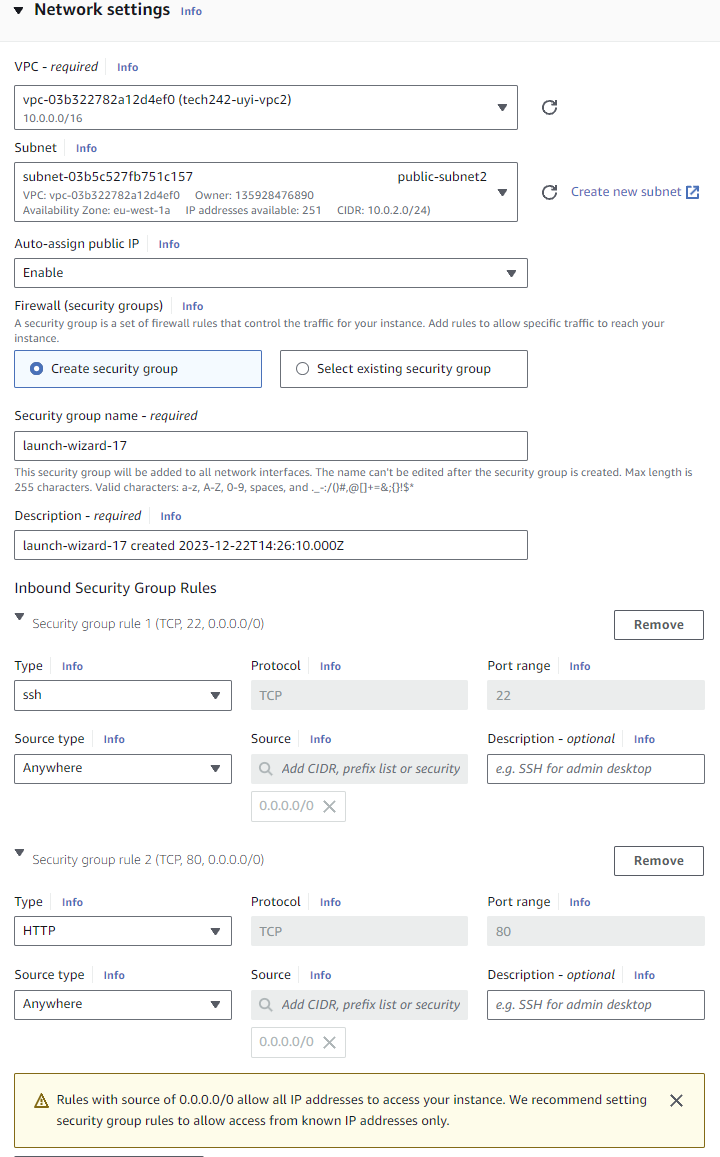 Network settings Info
VPC - required Info
vpc-03b322782a12d4ef0 (tech242-uyi-vpc2)
10.0.0.0/16
Subnet Info
subnet-03b5c527fb751c157 public-subnet2
VPC: vpc-03b322782a12d4ef0 Owner: 135928476890
Availability Zone: eu-west-1a IP addresses available: 251 CIDR: 10.0.2.0/24)
Create new subnet
Auto-assign public IP Info
Enable
Firewall (security groups) Info
A security group is a set of firewall rules that control the traffic for your instance. Add rules to allow specific traffic to reach your
instance.
Create security group Select existing security group
Security group name - required
launch-wizard-17
This security group will be added to all network interfaces. The name can't be edited after the security group is created. Max length is
255 characters. Valid characters: a-z, A-Z, 0-9, spaces, and ._-:/()#,@[]+=&;{}!$*
Description - required Info
launch-wizard-17 created 2023-12-22T14:26:10.000Z
Inbound Security Group Rules
Security group rule 1 (TCP, 22, 0.0.0.0/0) Remove
Type Info Protocol Info Port range Info
ssh TCP 22
Source type Info Source Info Description - optional Info
Anywhere Add CIDR, prefix list or security e.g. SSH for admin desktop
0.0.0.0/0
Security group rule 2 (TCP, 80, 0.0.0.0/0) Remove
Type Info Protocol Info Port range Info
HTTP TCP 80
Source type Info Source Info Description - optional Info
Anywhere Add CIDR, prefix list or security e.g. SSH for admin desktop
0.0.0.0/0
Rules with source of 0.0.0.0/0 allow all IP addresses to access your instance. We recommend setting
security group rules to allow access from known IP addresses only.